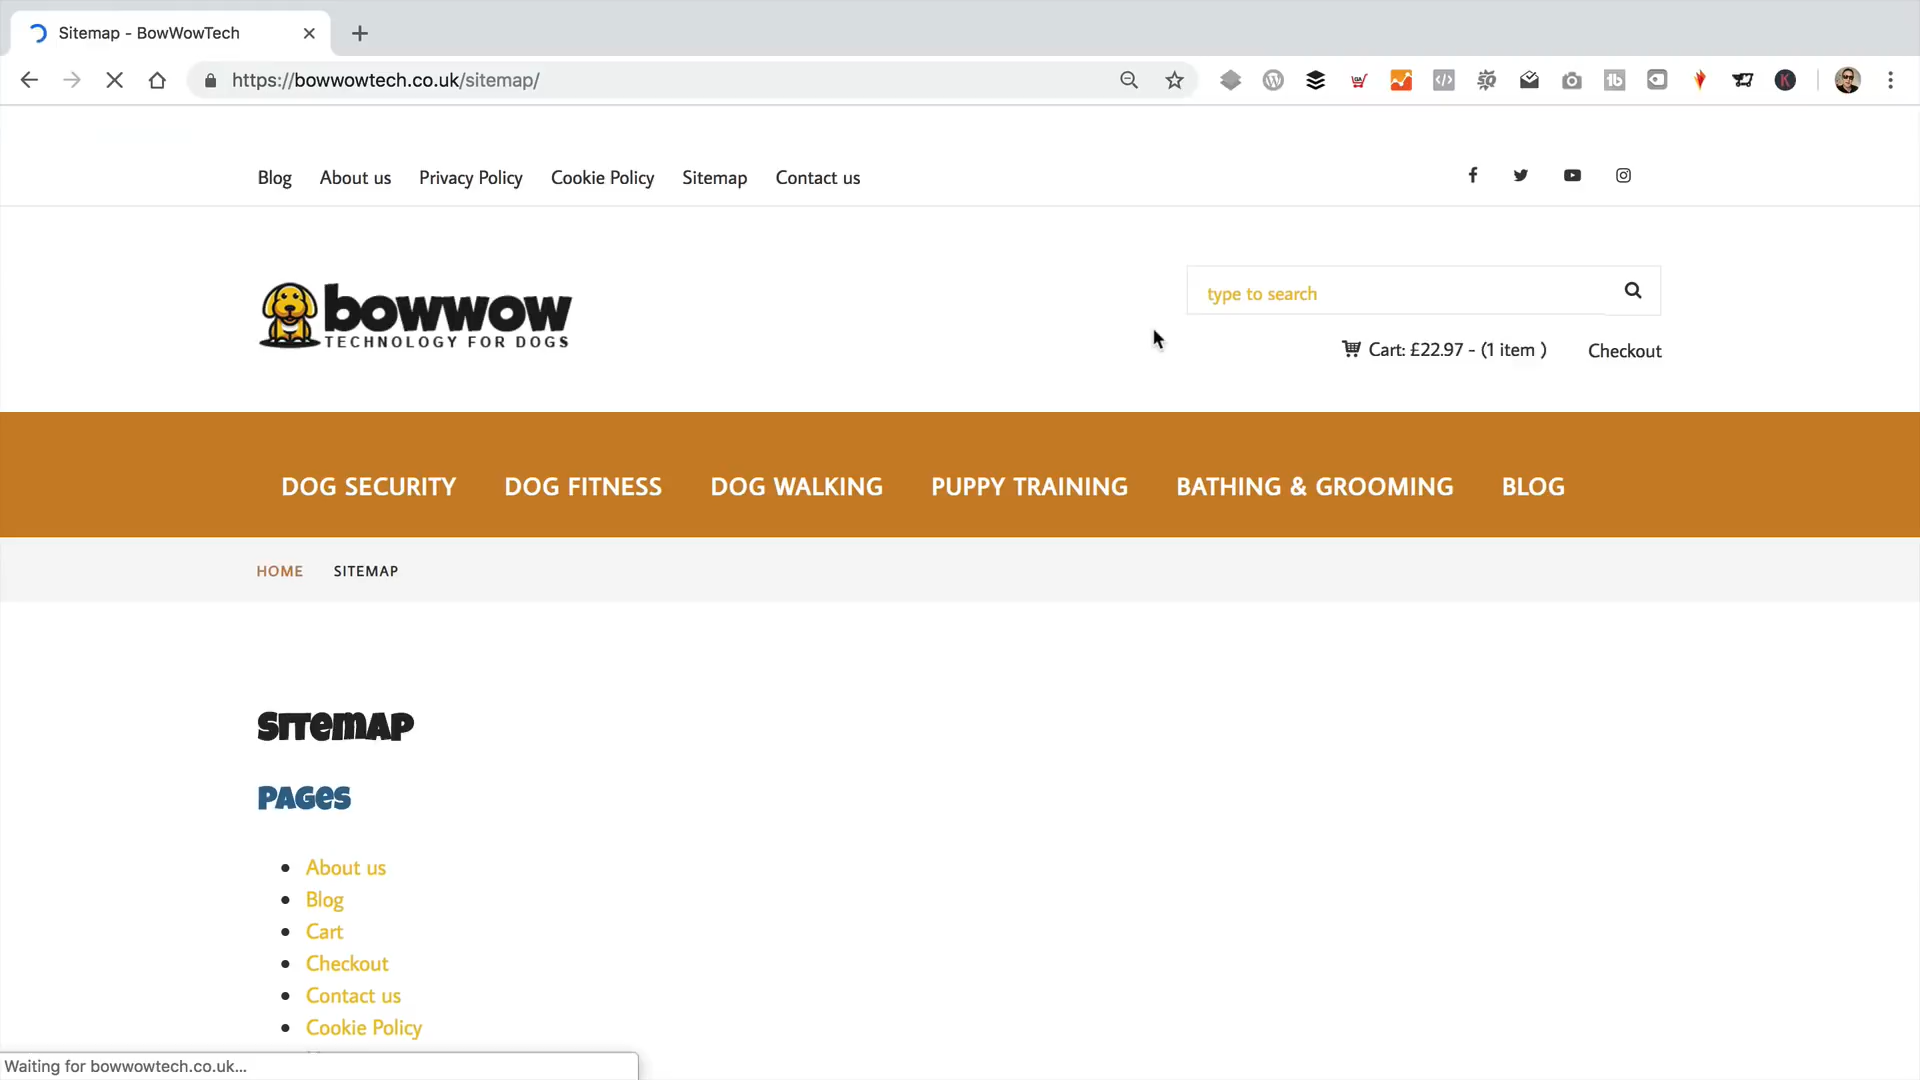 Sitemap - BowWowTech
https://bowwowtech.co.uk/sitemap/
Blog About us Privacy Policy Cookie Policy Sitemap Contact us
bowwow
TECHNOLOGY FOR DOGS
type to search
Cart: £22.97 - (1 item ) Checkout
DOG SECURITY DOG FITNESS DOG WALKING PUPPY TRAINING BATHING & GROOMING BLOG
HOME SITEMAP
Sitemap
Pages
About us
Blog
Cart
Checkout
Contact us
Cookie Policy
Waiting for bowwowtech.co.uk...